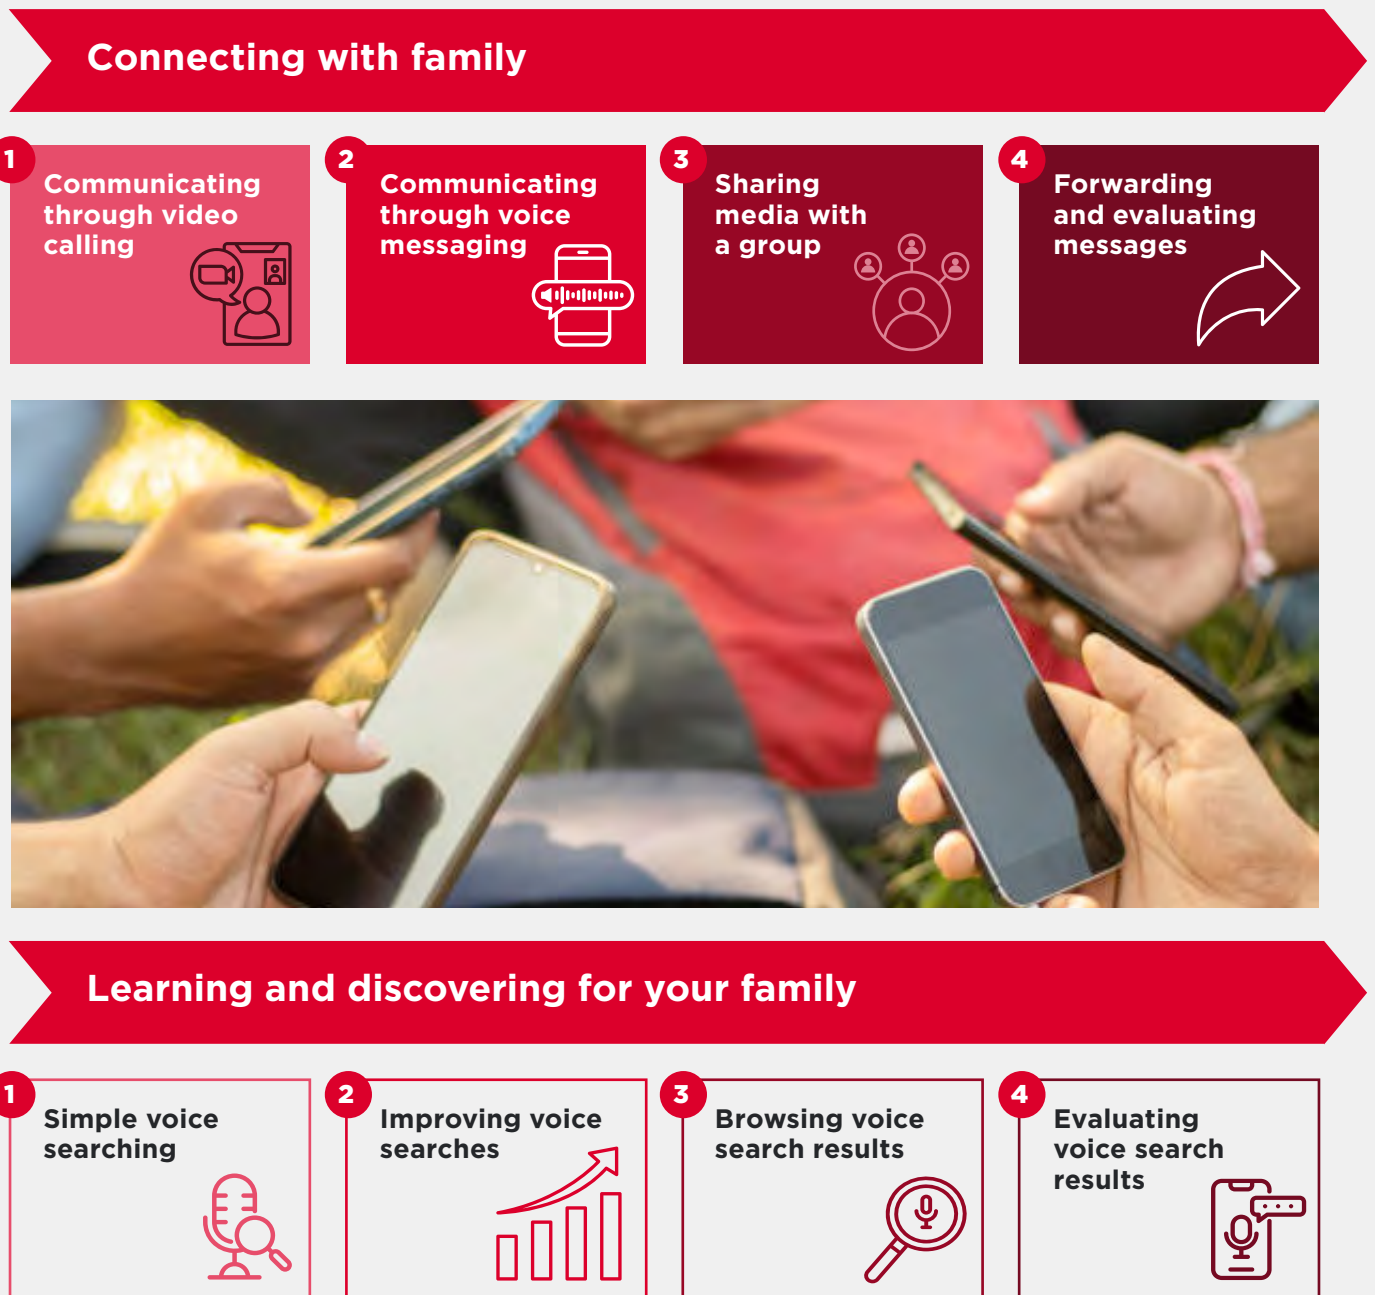 Connecting with family
1
Communicating
through video
calling
2
Communicating
through voice
messaging
3
Sharing
media with
a group
4
Forwarding
and evaluating
messages
Learning and discovering for your family
1
Simple voice
searching
2
Improving voice
searches
3
Browsing voice
search results
4
Evaluating
voice search
results